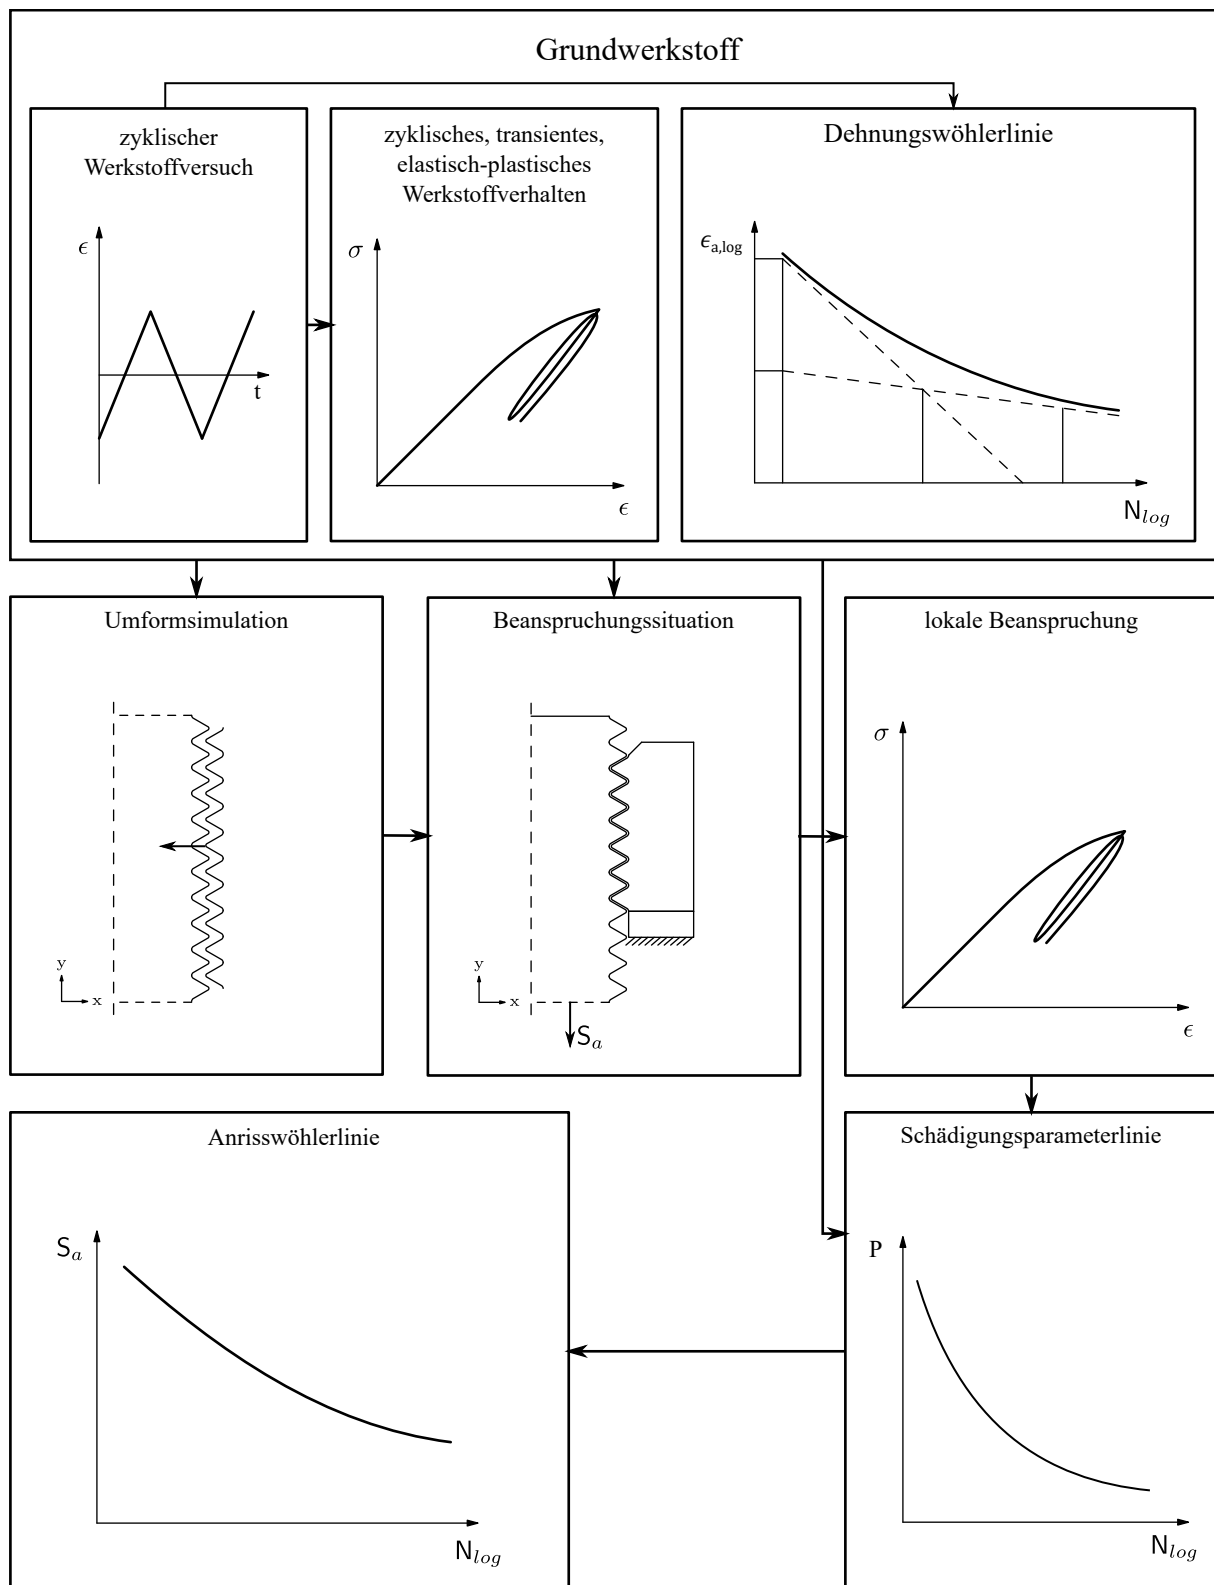 Grundwerkstoff
zyklischer
Werkstoffversuch
ϵ
t
zyklisches, transientes,
elastisch-plastisches
Werkstoffverhalten
σ
ϵ
Dehnungswöhlerlinie
ϵa,log
Nlog
Umformsimulation
y
x
Beanspruchungssituation
y
x
Sa
lokale Beanspruchung
σ
ϵ
Anrisswöhlerlinie
Sa
Nlog
Schädigungsparameterlinie
P
Nlog